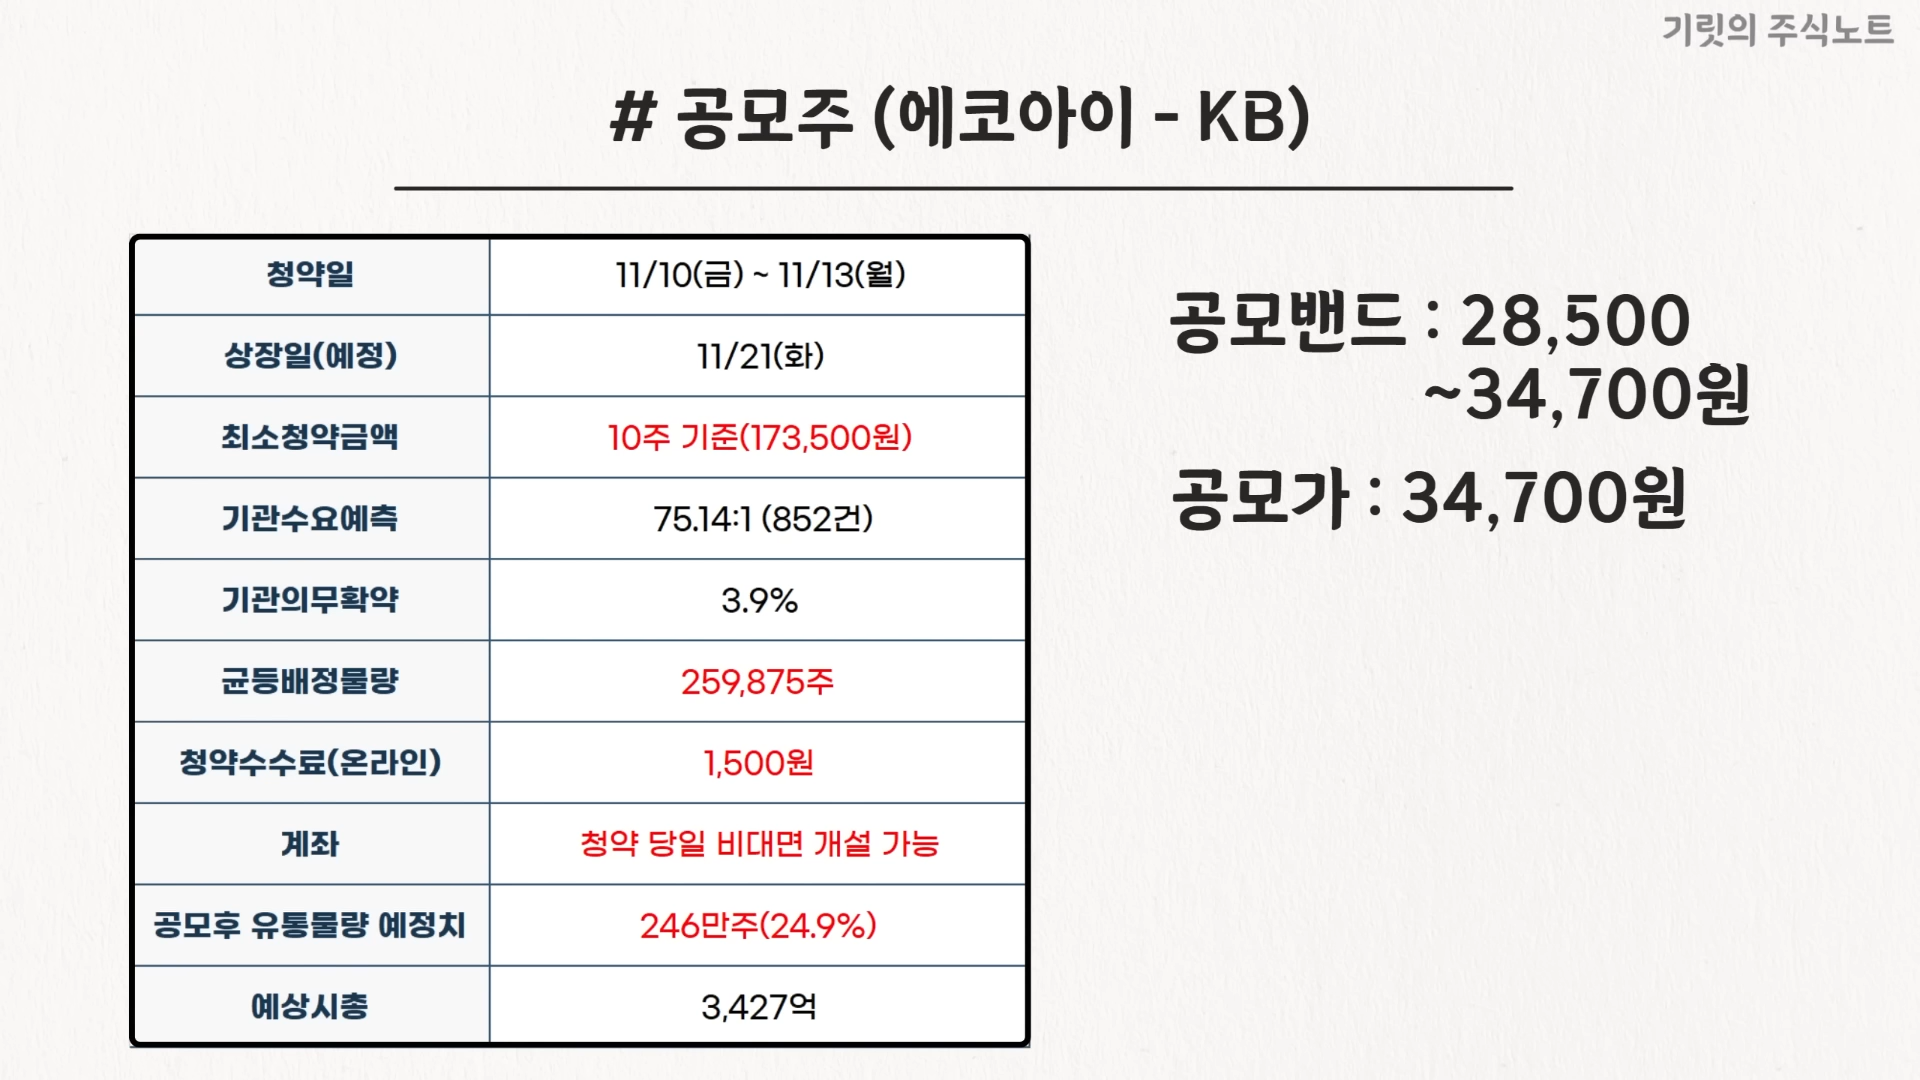 기릿의 주식노트
# 공모주 (에코아이 - KB)
청약일 11/10(금) ~ 11/13(월)
상장일(예정) 11/21(화)
최소청약금액 10주 기준(173,500원)
기관수요예측 75.14:1 (852건)
기관의무확약 3.9%
균등배정물량 259,875주
청약수수료(온라인) 1,500원
계좌 청약 당일 비대면 개설 가능
공모후 유통물량 예정치 246만주(24.9%)
예상시총 3,427억
공모밴드 : 28,500
~34,700원
공모가 : 34,700원